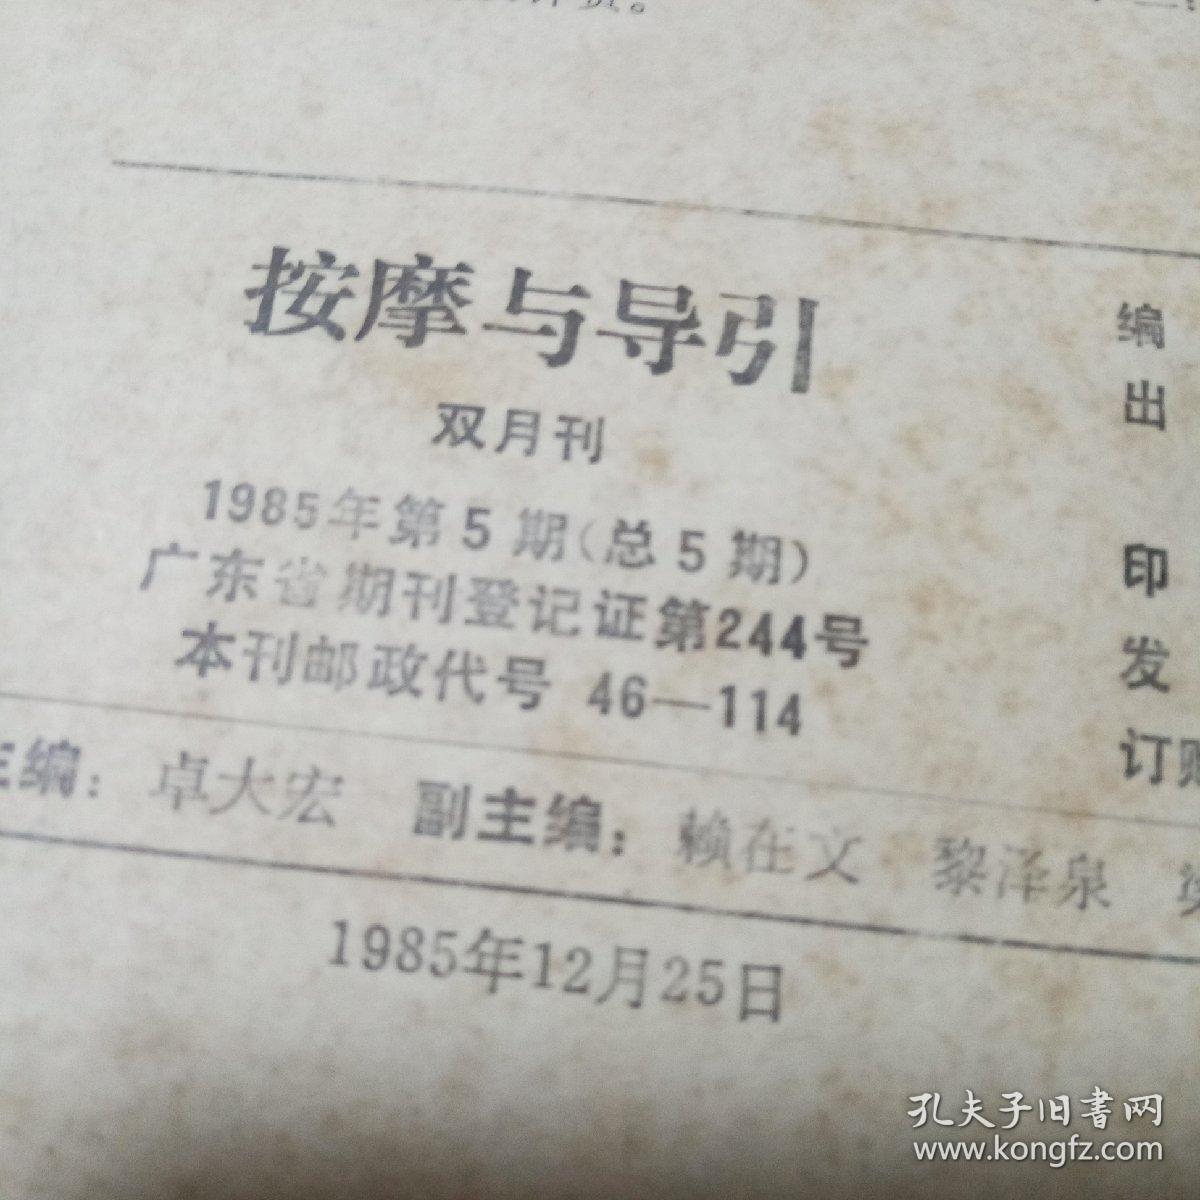 按摩与导引
双月刊
1985年第5期(总5期)
广东省期刊登记证第244号
本刊邮政代号 46—114
编
出
印
发
订购
主编：卓大宏 副主编：赖在文 黎泽泉
1985年12月25日
孔夫子旧书网
www.kongfz.com